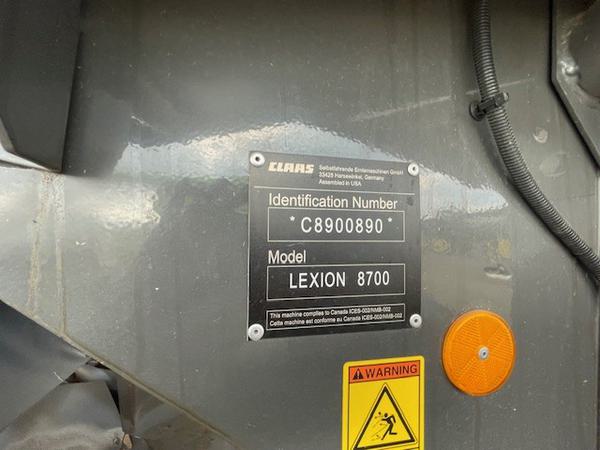 CLAAS Selbstfahrende Erntemaschinen GmbH
33428 Harsewinkel, Germany
Assembled in USA
Identification Number
*C8900890*
Model
LEXION 8700
This machine complies to Canada ICES-002/NMB-002
Cette machine est conforme au Canada ICES-002/NMB-002
WARNING